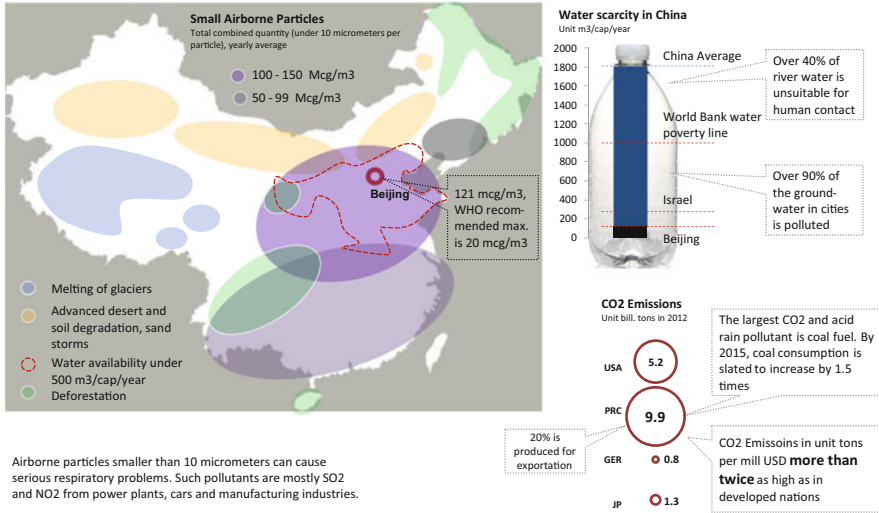 Small Airborne Particles
Total combined quantity (under 10 micrometers per
particle), yearly average
100 - 150 Mcg/m3
50 - 99 Mcg/m3
Beijing
121 mcg/m3,
WHO recom-
mended max.
is 20 mcg/m3
Melting of glaciers
Advanced desert and
soil degradation, sand
storms
Water availability under
500 m3/cap/year
Deforestation
Airborne particles smaller than 10 micrometers can cause
serious respiratory problems. Such pollutants are mostly SO2
and NO2 from power plants, cars and manufacturing industries.
Water scarcity in China
Unit m3/cap/year
2000
1800
1600
1400
1200
1000
800
600
400
200
0
China Average
World Bank water
poverty line
Israel
Beijing
Over 40% of
river water is
unsuitable for
human contact
Over 90% of
the ground-
water in cities
is polluted
CO2 Emissions
Unit bill. tons in 2012
USA
5.2
PRC
9.9
GER
0.8
JP
1.3
20% is
produced for
exportation
The largest CO2 and acid
rain pollutant is coal fuel. By
2015, coal consumption is
slated to increase by 1.5
times
CO2 Emissoins in unit tons
per mill USD more than
twice as high as in
developed nations